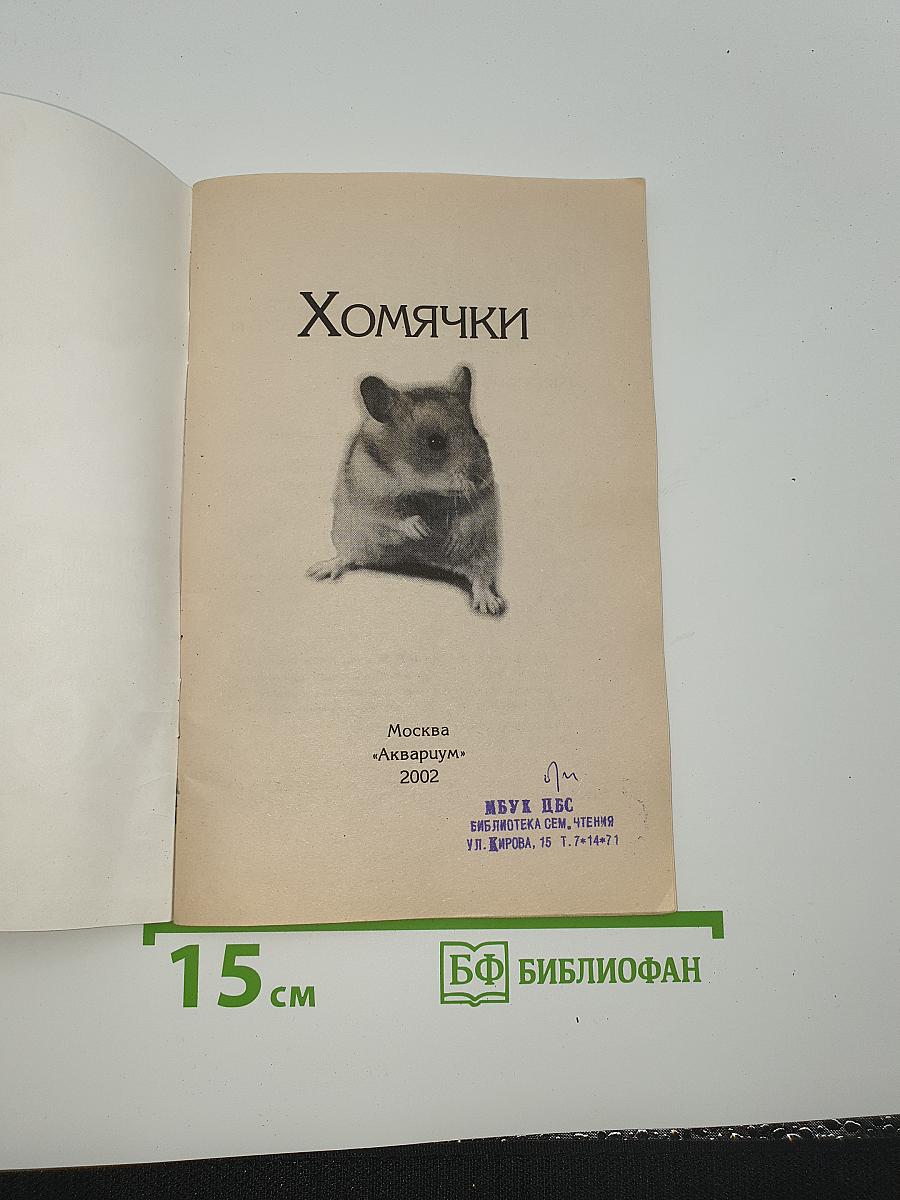 Хомячки
Москва
«Аквариум»
2002
МБУК ЦБС
БИБЛИОТЕКА СЕМ. ЧТЕНИЯ
УЛ. КИРОВА, 15 Т. 7*14*71
15 см
БФ БИБЛИОФАН